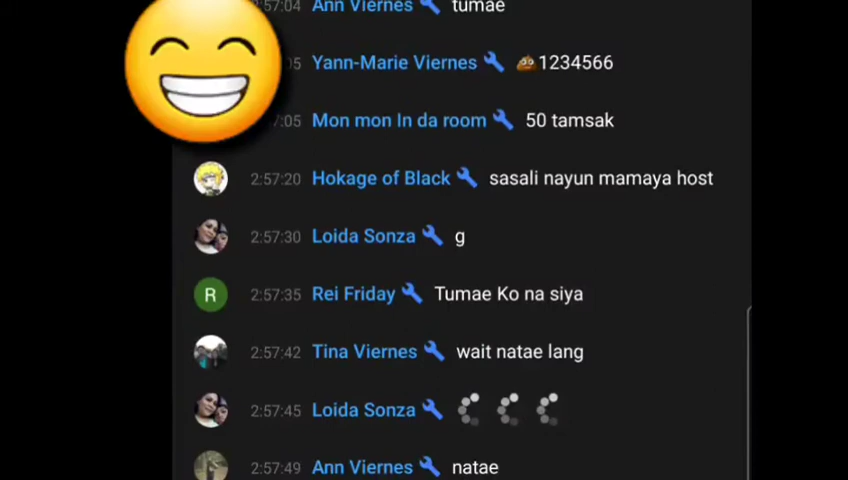 :57:04 Ann Viernes tumae
05 Yann-Marie Viernes 💩1234566
7:05 Mon mon In da room 50 tamsak
2:57:20 Hokage of Black sasali nayun mamaya host
2:57:30 Loida Sonza g
R 2:57:35 Rei Friday Tumae Ko na siya
2:57:42 Tina Viernes wait natae lang
2:57:45 Loida Sonza
2:57:49 Ann Viernes natae